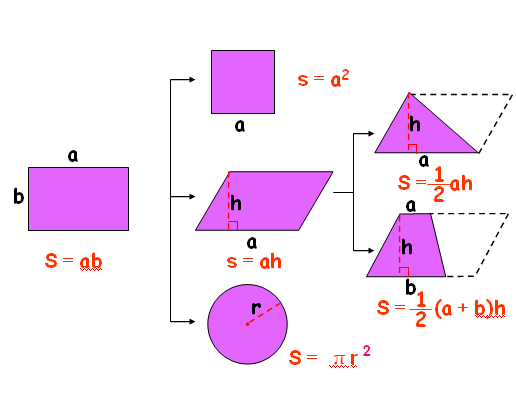 a
b
S = ab
a
s = a²
h
a
s = ah
r
S = πr²
h
a
S = 1/2 ah
a
h
b
S = 1/2 (a + b)h